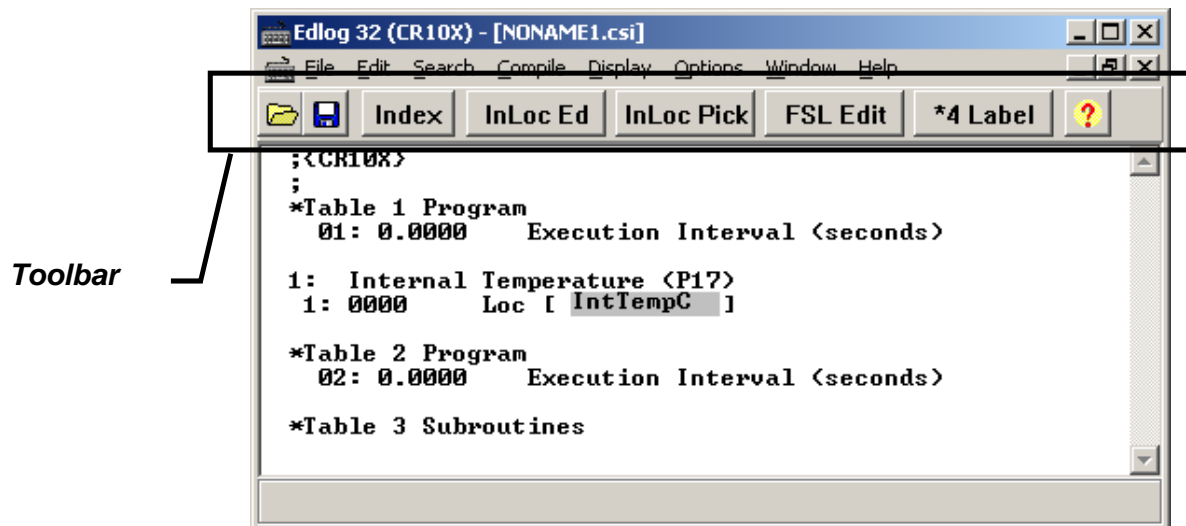 Edlog 32 (CR10X) - [NONAME1.csi]
File Edit Search Compile Display Options Window Help
Index InLoc Ed InLoc Pick FSL Edit *4 Label ?
;{CR10X}
;
*Table 1 Program
01: 0.0000 Execution Interval (seconds)
Toolbar
1: Internal Temperature (P17)
1: 0000 Loc [ IntTempC ]
*Table 2 Program
02: 0.0000 Execution Interval (seconds)
*Table 3 Subroutines